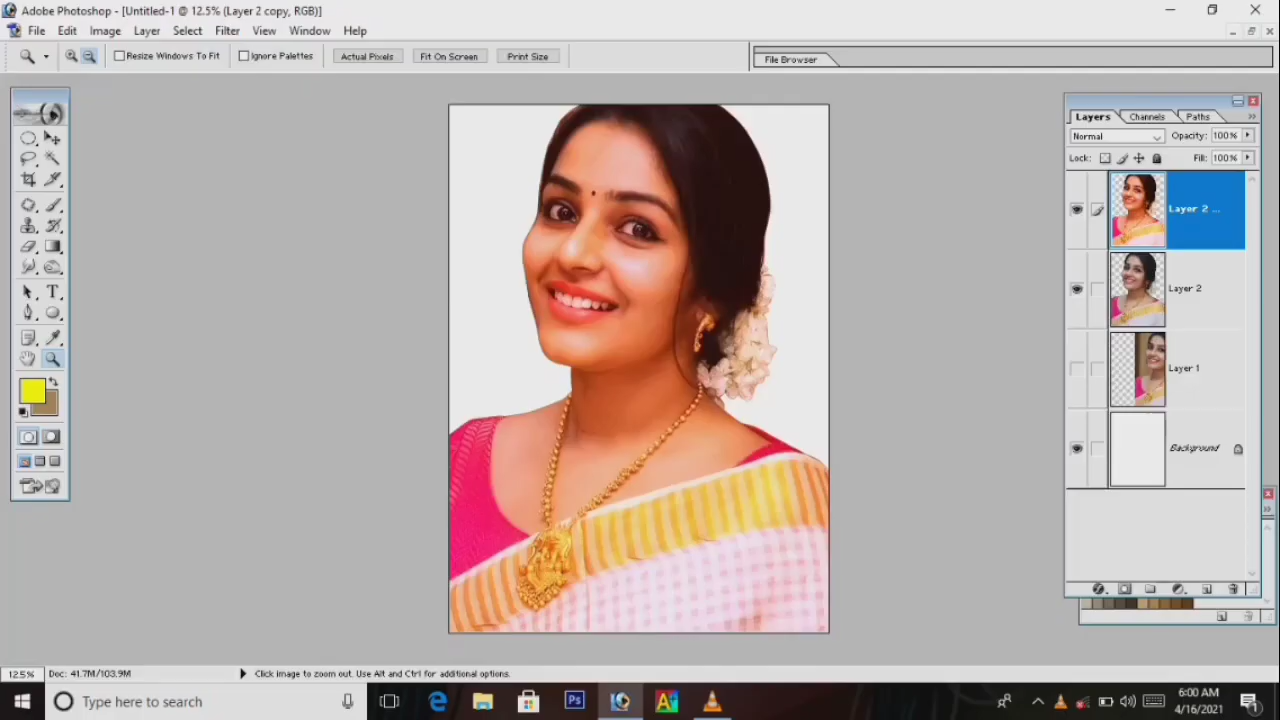 Adobe Photoshop - [Untitled-1 @ 12.5% (Layer 2 copy, RGB)]
File Edit Image Layer Select Filter View Window Help
Resize Windows To Fit Ignore Palettes Actual Pixels Fit On Screen Print Size File Browser
Layers Channels Paths
Normal Opacity: 100%
Lock: Fill: 100%
Layer 2 ...
Layer 2
Layer 1
Background
T
12.5% Doc: 41.7M/103.9M Click image to zoom out. Use Alt and Ctrl for additional options.
Type here to search
Ps
6:00 AM
4/16/2021
1